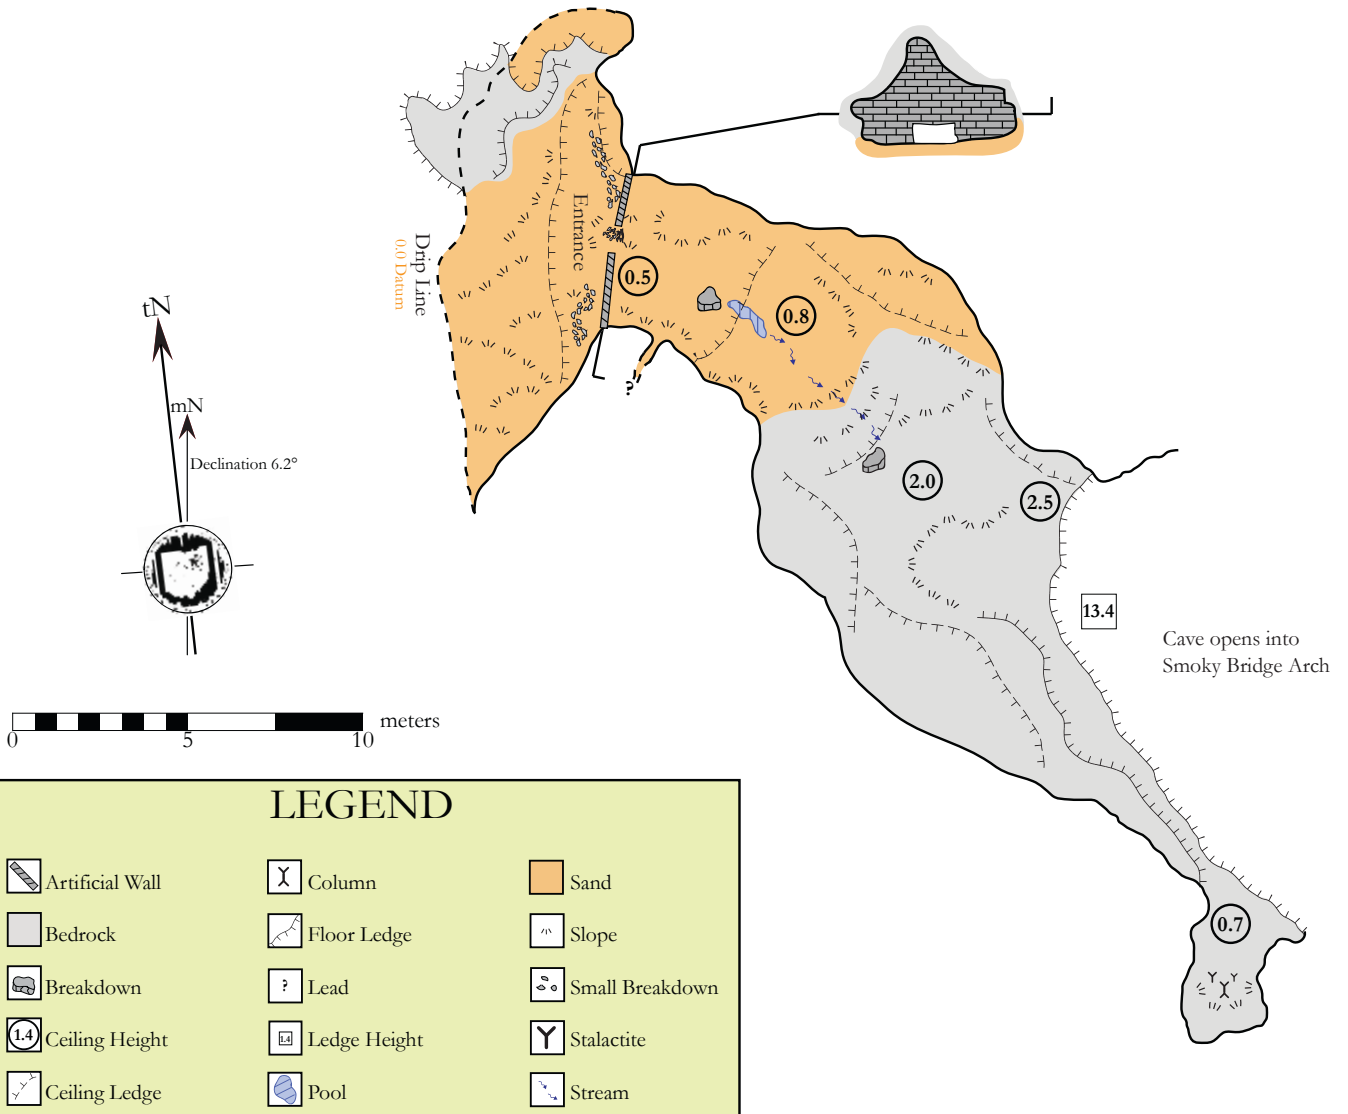 Entrance
Drip Line
0.0 Datum
0.5
0.8
?
tN
mN
Declination 6.2°
2.0
2.5
13.4
Cave opens into
Smoky Bridge Arch
meters
0
5
10
0.7
LEGEND
Artificial Wall
Bedrock
Breakdown
1.4
Ceiling Height
Ceiling Ledge
Column
Floor Ledge
?
Lead
1.4
Ledge Height
Pool
Sand
Slope
Small Breakdown
Stalactite
Stream